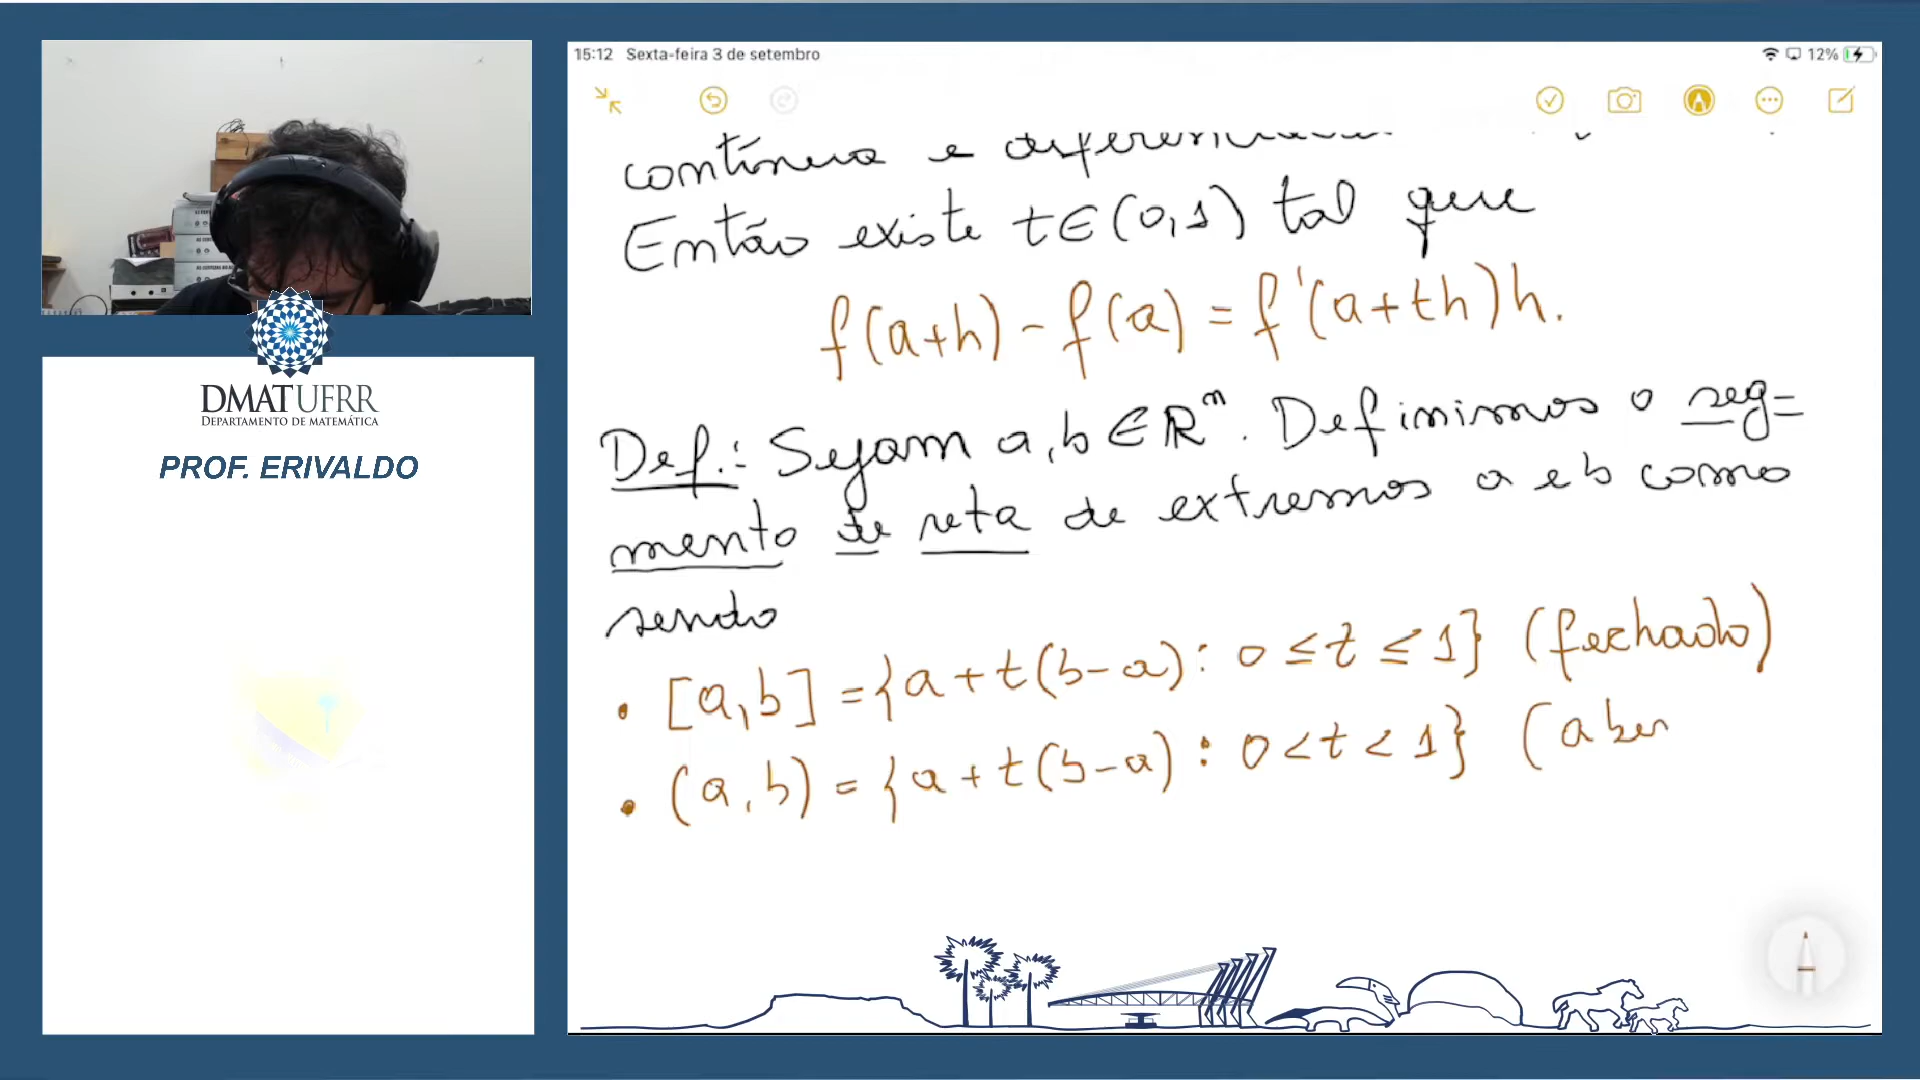 15:12 Sexta-feira 3 de setembro
12%
contínua e
Então existe t∈(0,1) tal que
f(a+h) - f(a) = f'(a+th)h.
Def.: Sejam a,b ∈ ℝⁿ. Definimos o seg-
mento de reta de extremos a e b como
sendo
• [a,b] = {a + t(b-a) : 0 ≤ t ≤ 1} (fechado)
• (a,b) = {a + t(b-a) : 0 < t < 1} (aber
DMATUFRR
DEPARTAMENTO DE MATEMÁTICA
PROF. ERIVALDO